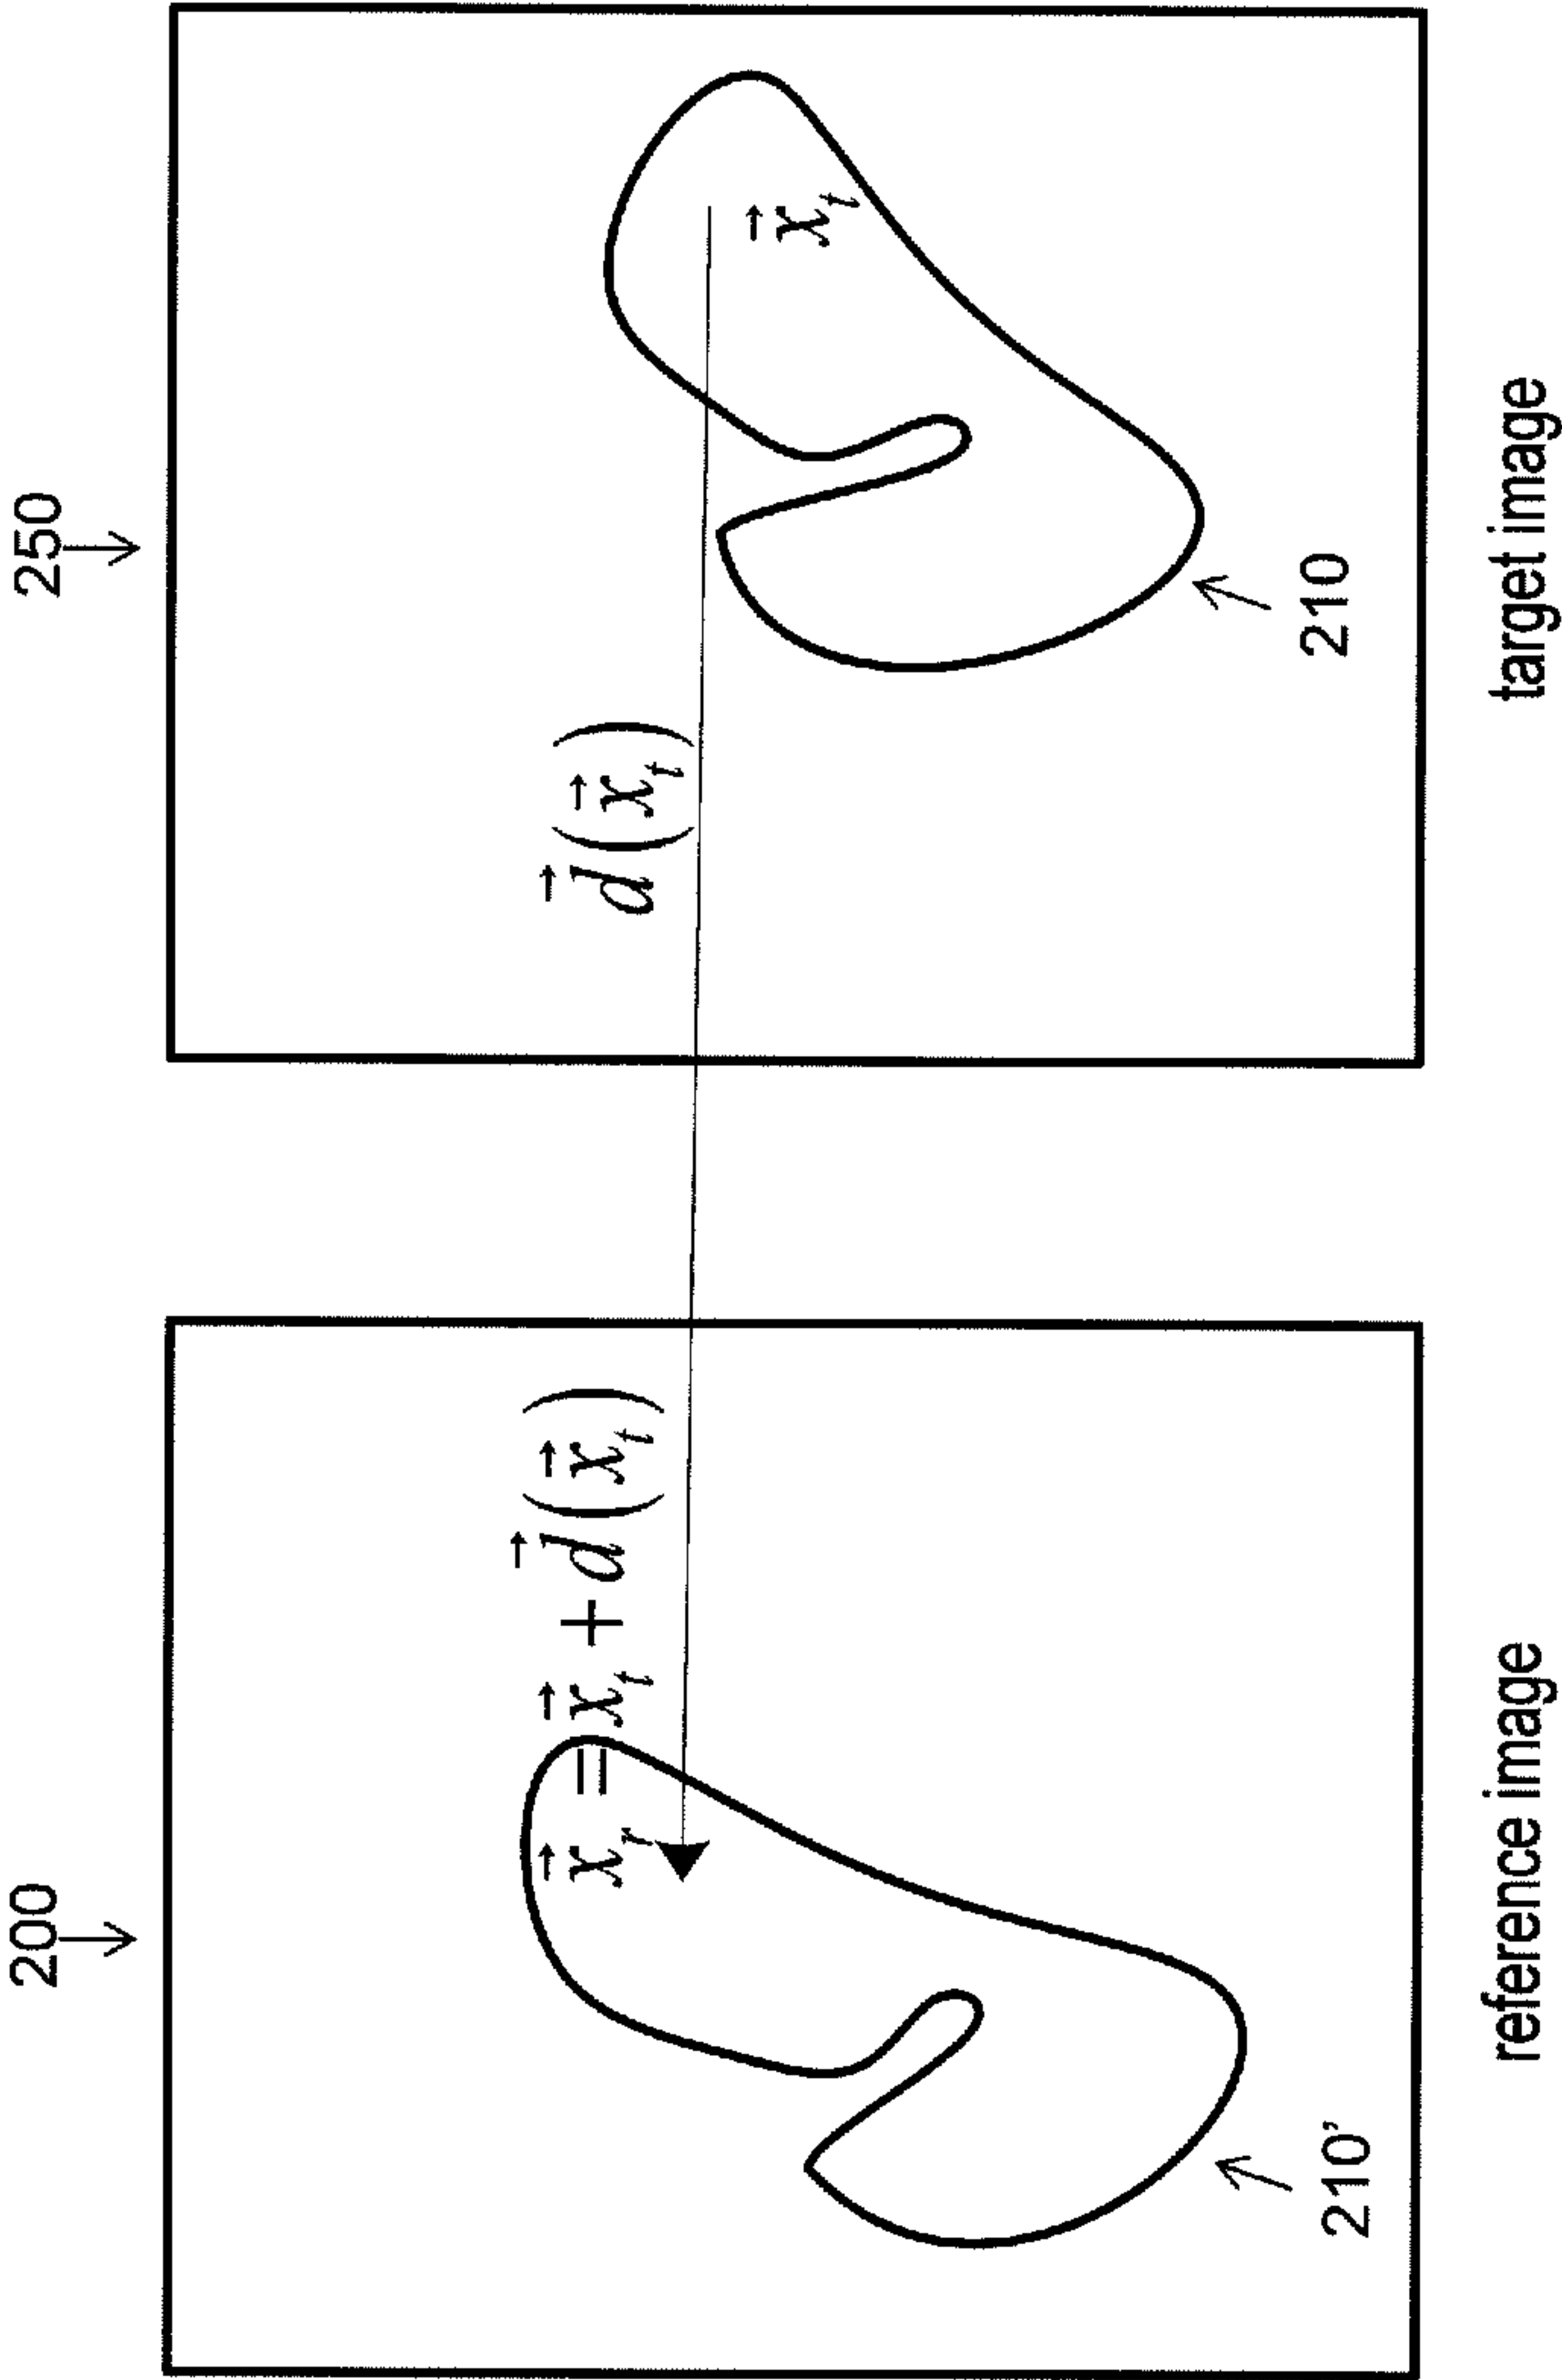 200
250
x⃗r = x⃗t + d⃗(x⃗t)
d⃗(x⃗t)
x⃗t
210’
210
reference image
target image